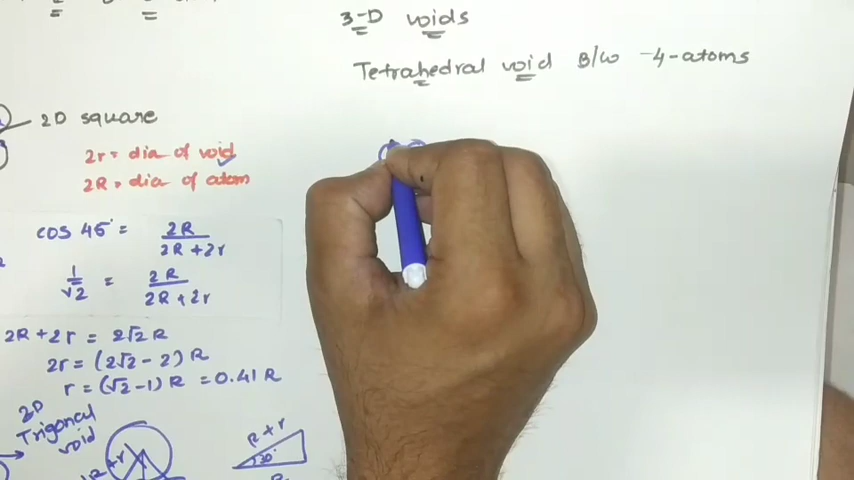 3-D voids
Tetrahedral void B/w 4-atoms
2D square
2r = dia of void
2R = dia of atom
cos 45° = 2R / 2R + 2r
1/√2 = 2R / 2R + 2r
2R + 2r = 2√2 R
2r = (2√2 - 2) R
r = (√2 - 1) R = 0.41 R
2D
Trigonal
void
R + r
R + r
30°